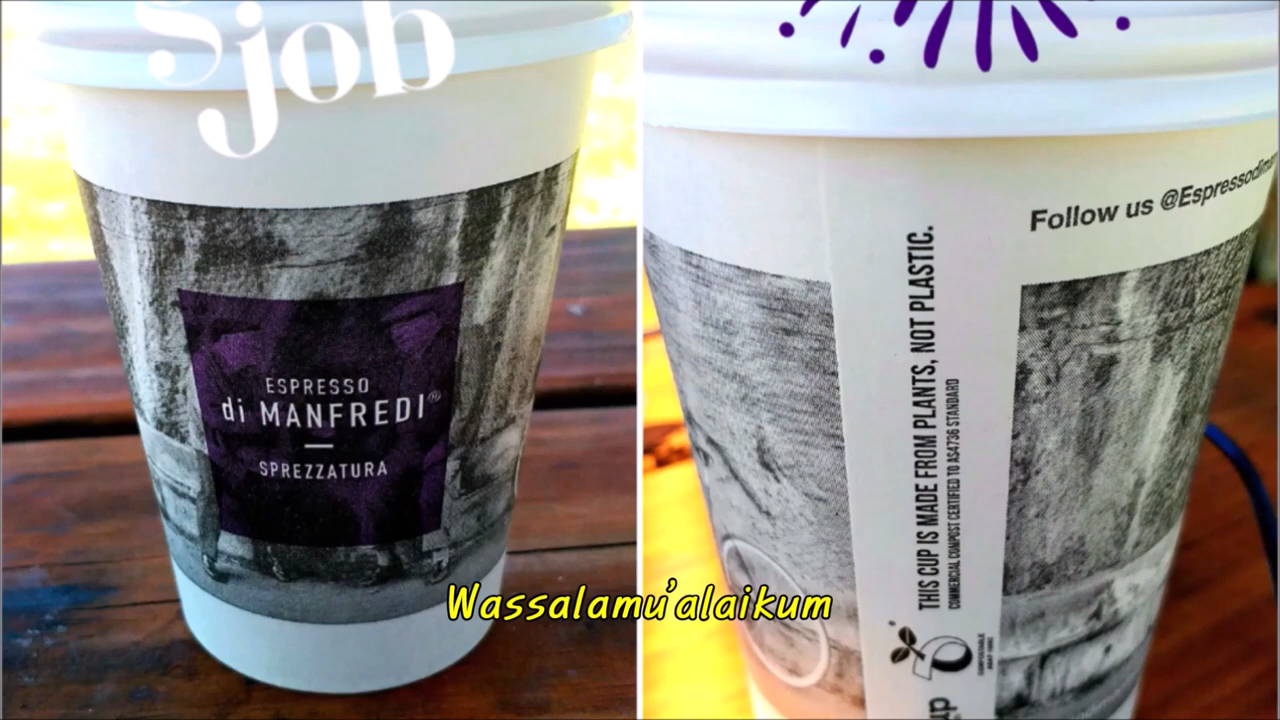 Sjob
ESPRESSO
di MANFREDI®
SPREZZATURA
Follow us @Espressodima
THIS CUP IS MADE FROM PLANTS, NOT PLASTIC.
COMMERCIAL COMPOST CERTIFIED TO AS4736 STANDARD
Wassalamu'alaikum